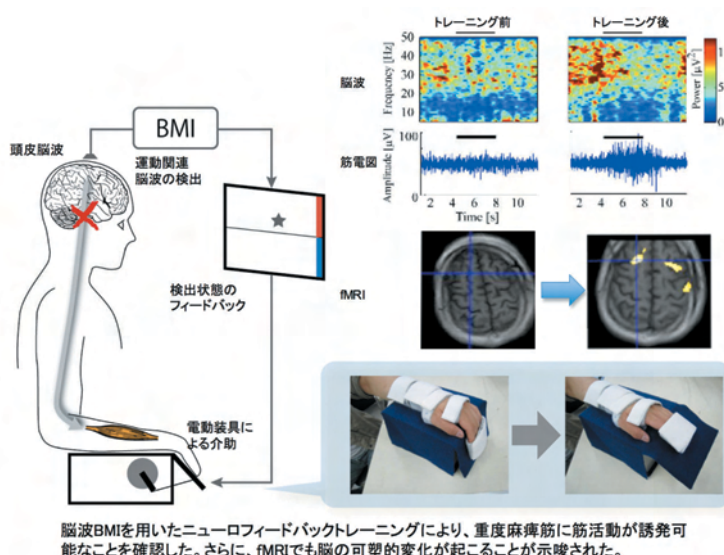 トレーニング前
トレーニング後
脳波
Frequency [Hz]
50
40
30
20
10
Power [μV²]
1
0
筋電図
Amplitude [μV]
100
0
2 4 6 8 10
2 4 6 8 10
Time [s]
fMRI
BMI
頭皮脳波
運動関連
脳波の検出
検出状態の
フィードバック
電動装具に
よる介助
脳波BMIを用いたニューロフィードバックトレーニングにより、重度麻痺筋に筋活動が誘発可
能なことを確認した。さらに、fMRIでも脳の可塑的変化が起こることが示唆された。